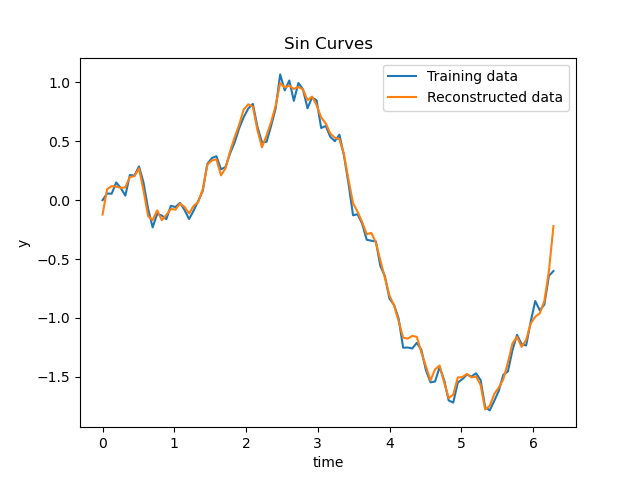 Sin Curves
Training data
Reconstructed data
1.0
0.5
0.0
−0.5
−1.0
−1.5
y
0 1 2 3 4 5 6
time